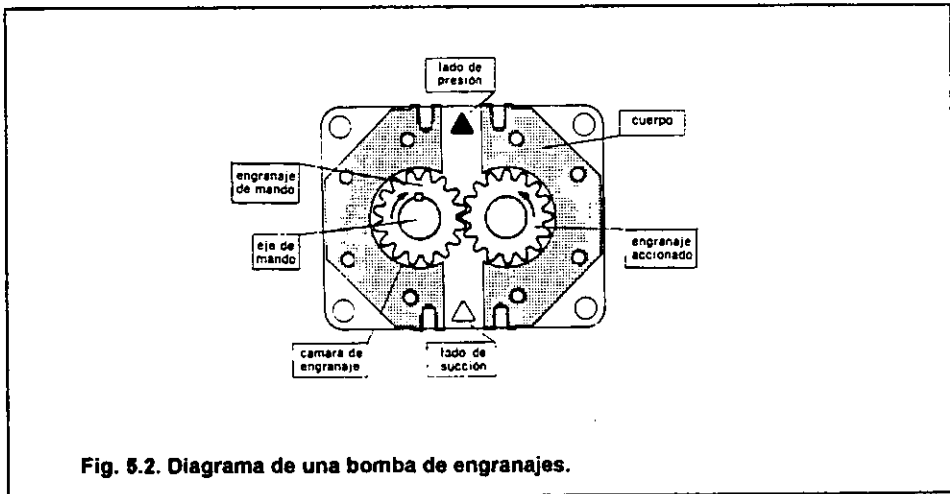 lado de
presión
cuerpo
engranaje
de mando
eje de
mando
engranaje
accionado
camara de
engranaje
lado de
succión
Fig. 5.2. Diagrama de una bomba de engranajes.